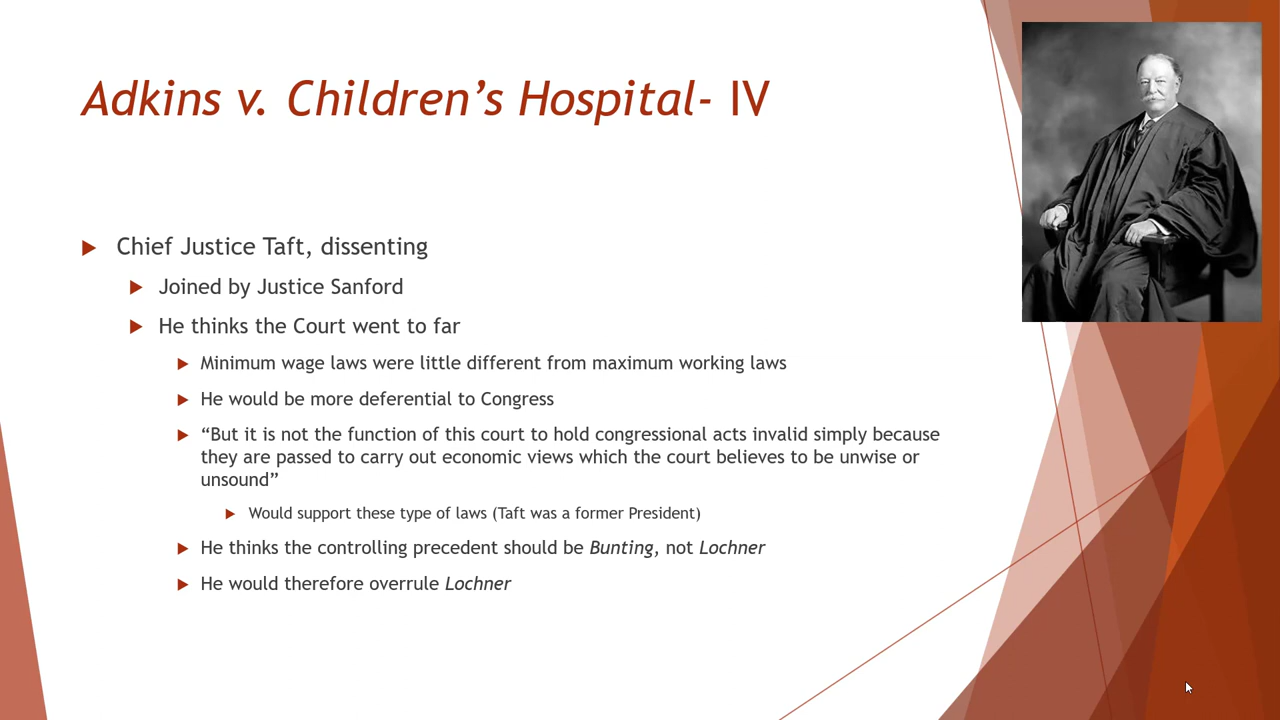 Adkins v. Children’s Hospital- IV
Chief Justice Taft, dissenting
Joined by Justice Sanford
He thinks the Court went to far
Minimum wage laws were little different from maximum working laws
He would be more deferential to Congress
“But it is not the function of this court to hold congressional acts invalid simply because
they are passed to carry out economic views which the court believes to be unwise or
unsound”
Would support these type of laws (Taft was a former President)
He thinks the controlling precedent should be Bunting, not Lochner
He would therefore overrule Lochner